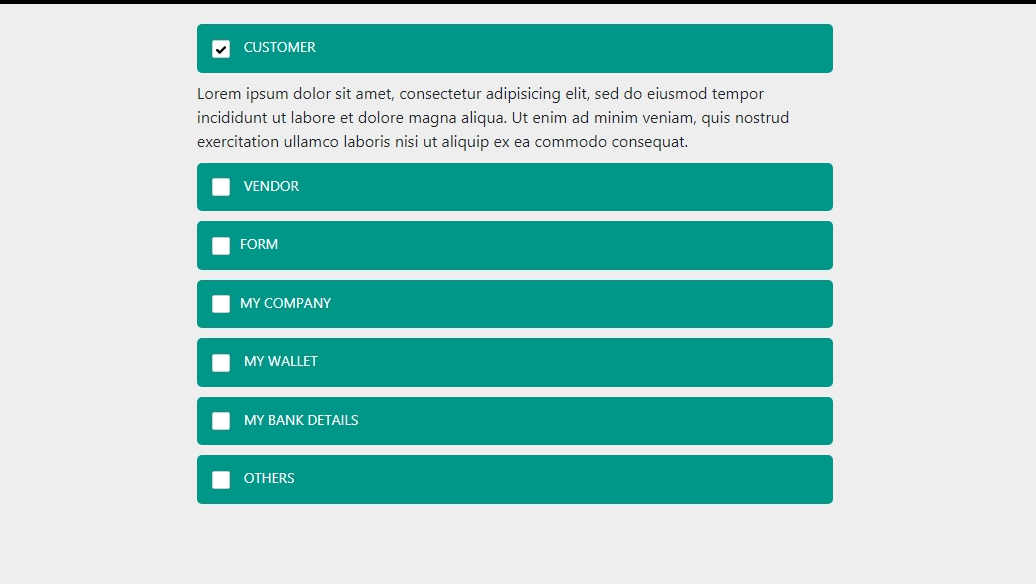 CUSTOMER
Lorem ipsum dolor sit amet, consectetur adipisicing elit, sed do eiusmod tempor
incididunt ut labore et dolore magna aliqua. Ut enim ad minim veniam, quis nostrud
exercitation ullamco laboris nisi ut aliquip ex ea commodo consequat.
VENDOR
FORM
MY COMPANY
MY WALLET
MY BANK DETAILS
OTHERS